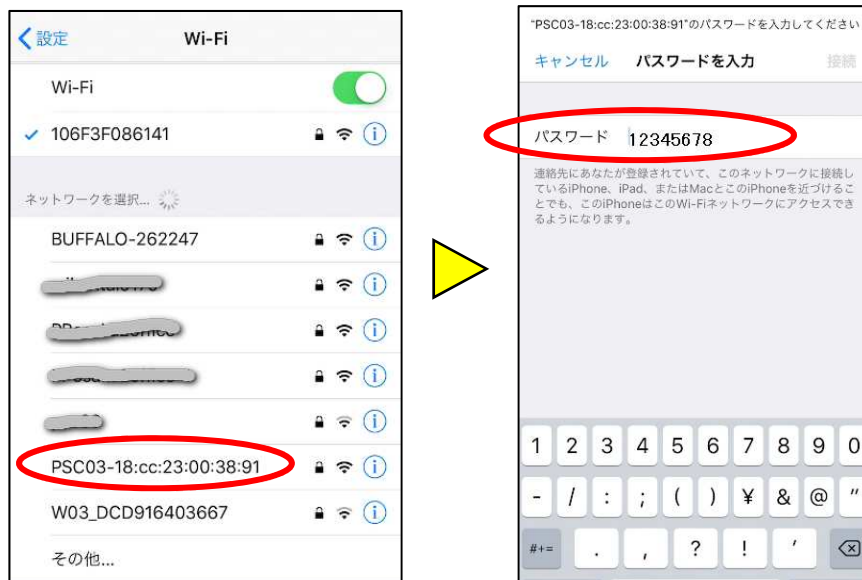 設定
Wi-Fi
Wi-Fi
106F3F086141
ネットワークを選択...
BUFFALO-262247
PSC03-18:cc:23:00:38:91
W03_DCD916403667
その他...
"PSC03-18:cc:23:00:38:91"のパスワードを入力してください
キャンセル パスワードを入力 接続
パスワード 12345678
連絡先にあなたが登録されていて、このネットワークに接続し
ているiPhone、iPad、またはMacとこのiPhoneを近づけるこ
とでも、このiPhoneはこのWi-Fiネットワークにアクセスでき
るようになります。
1 2 3 4 5 6 7 8 9 0
- / : ; ( ) ¥ & @ "
#+= . , ? ! '